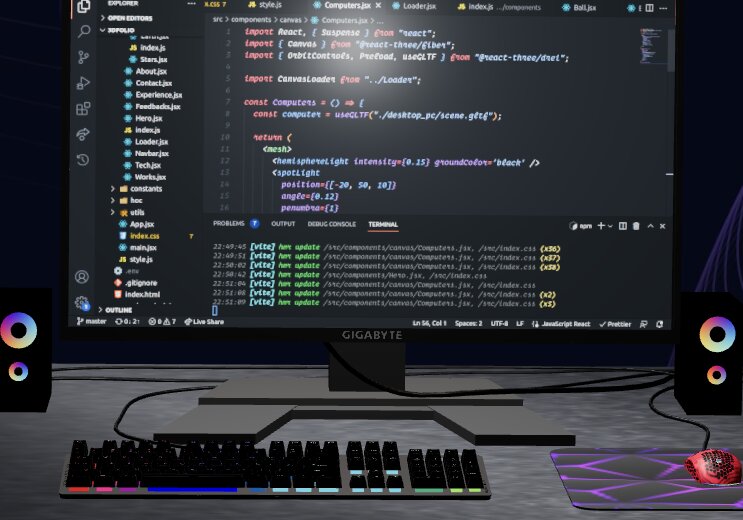 EXPLORER
OPEN EDITORS
3DFOLIO
index.js
Stars.jsx
About.jsx
Contact.jsx
Experience.jsx
Feedbacks.jsx
Hero.jsx
index.js
Loader.jsx
Navbar.jsx
Tech.jsx
Works.jsx
constants
hoc
utils
App.jsx
index.css 7
main.jsx
style.js
.env
.gitignore
index.html
OUTLINE
x.css 7 style.js Computers.jsx × Loader.jsx index.js .../components Ball.jsx
src > components > canvas > Computers.jsx > ...
1 import React, { Suspense } from "react";
2 import { Canvas } from "@react-three/fiber";
3 import { OrbitControls, Preload, useGLTF } from "@react-three/drei";
4
5 import CanvasLoader from "../Loader";
6
7 const Computers = () => {
8 const computer = useGLTF("./desktop_pc/scene.gltf");
9
10 return (
11 <mesh>
12 <hemisphereLight intensity={0.15} groundColor='black' />
13 <spotLight
14 position={[-20, 50, 10]}
15 angle={0.12}
16 penumbra={1}
PROBLEMS 7 OUTPUT DEBUG CONSOLE TERMINAL npm
22:49:45 [vite] hmr update /src/components/canvas/Computers.jsx, /src/index.css (x36)
22:49:51 [vite] hmr update /src/components/canvas/Computers.jsx, /src/index.css (x37)
22:50:02 [vite] hmr update /src/components/canvas/Computers.jsx, /src/index.css (x38)
22:50:42 [vite] hmr update /src/components/Hero.jsx, /src/index.css
22:51:04 [vite] hmr update /src/components/canvas/Computers.jsx, /src/index.css
22:51:08 [vite] hmr update /src/components/canvas/Computers.jsx, /src/index.css (x2)
22:51:09 [vite] hmr update /src/components/canvas/Computers.jsx, /src/index.css (x3)
master 0↓ 2↑ 0 7 Live Share Ln 56, Col 1 Spaces: 2 UTF-8 LF JavaScript React Prettier
GIGABYTE